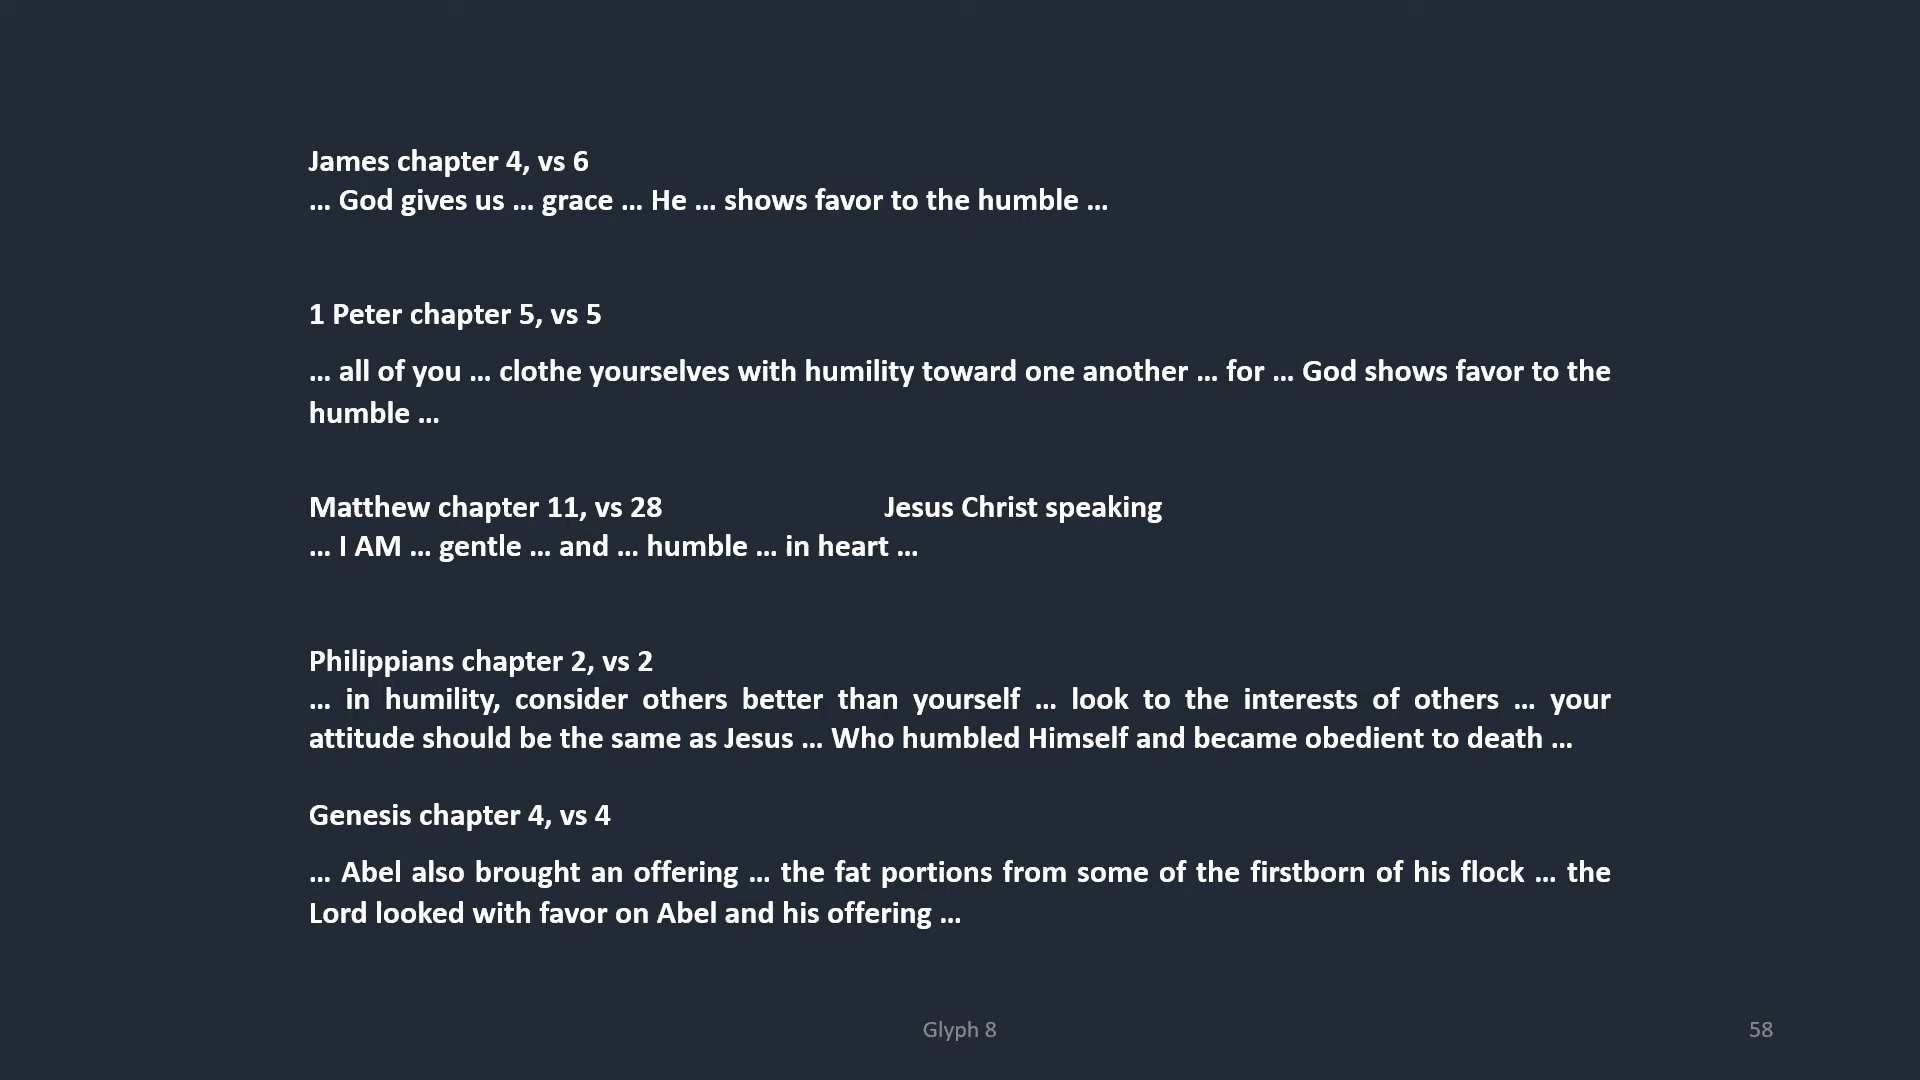 James chapter 4, vs 6
... God gives us ... grace ... He ... shows favor to the humble ...
1 Peter chapter 5, vs 5
... all of you ... clothe yourselves with humility toward one another ... for ... God shows favor to the
humble ...
Matthew chapter 11, vs 28 Jesus Christ speaking
... I AM ... gentle ... and ... humble ... in heart ...
Philippians chapter 2, vs 2
... in humility, consider others better than yourself ... look to the interests of others ... your
attitude should be the same as Jesus ... Who humbled Himself and became obedient to death ...
Genesis chapter 4, vs 4
... Abel also brought an offering ... the fat portions from some of the firstborn of his flock ... the
Lord looked with favor on Abel and his offering ...
Glyph 8 58